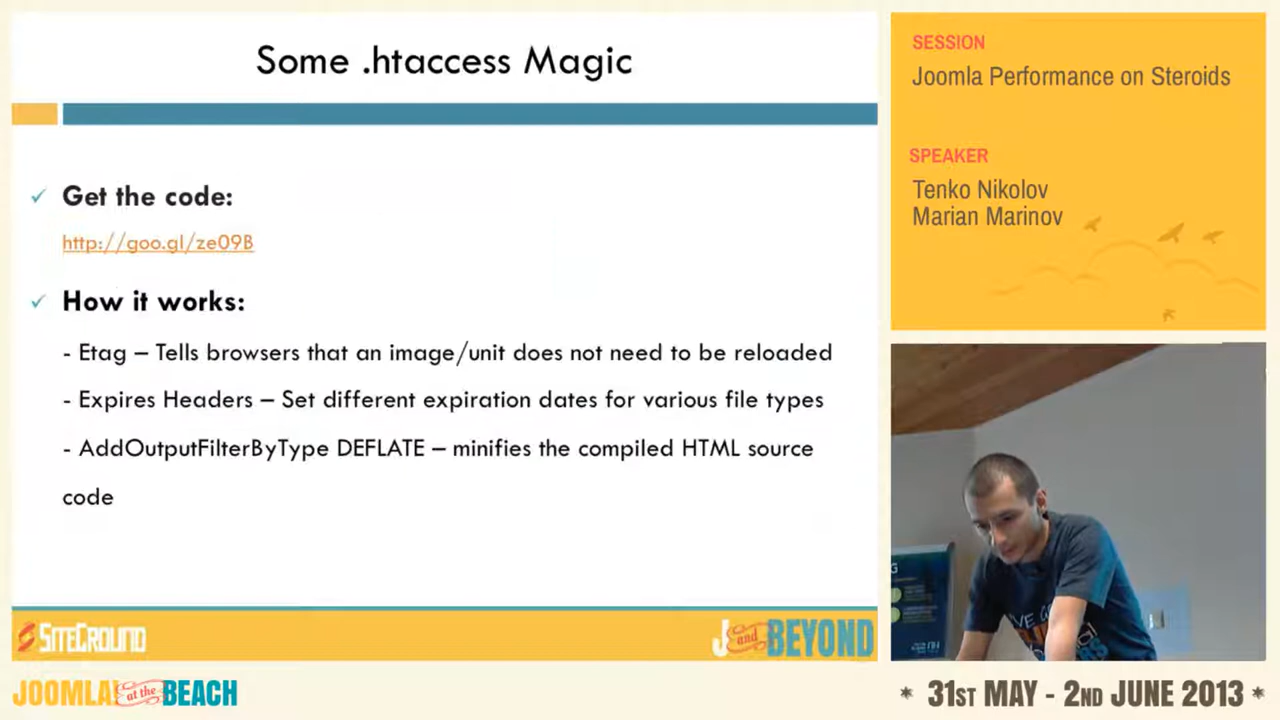 Some .htaccess Magic
✓ Get the code:
http://goo.gl/ze09B
✓ How it works:
- Etag – Tells browsers that an image/unit does not need to be reloaded
- Expires Headers – Set different expiration dates for various file types
- AddOutputFilterByType DEFLATE – minifies the compiled HTML source
code
SITEGROUND
J and BEYOND
SESSION
Joomla Performance on Steroids
SPEAKER
Tenko Nikolov
Marian Marinov
JOOMLA! at the BEACH
* 31ST MAY - 2ND JUNE 2013 *